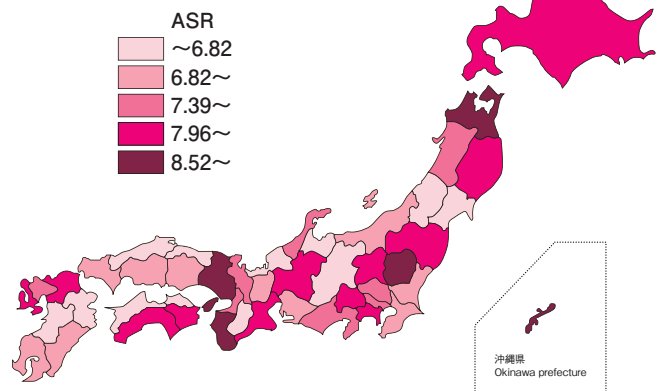 ASR
～6.82
6.82～
7.39～
7.96～
8.52～
沖縄県
Okinawa prefecture